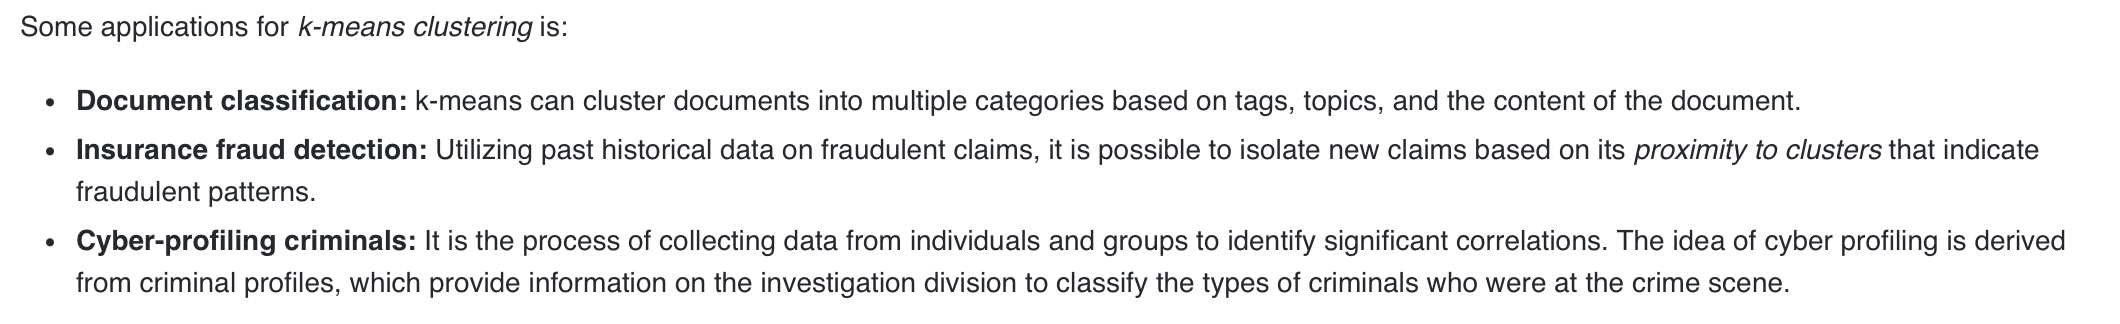 Some applications for k-means clustering is:
• Document classification: k-means can cluster documents into multiple categories based on tags, topics, and the content of the document.
• Insurance fraud detection: Utilizing past historical data on fraudulent claims, it is possible to isolate new claims based on its proximity to clusters that indicate
fraudulent patterns.
• Cyber-profiling criminals: It is the process of collecting data from individuals and groups to identify significant correlations. The idea of cyber profiling is derived
from criminal profiles, which provide information on the investigation division to classify the types of criminals who were at the crime scene.